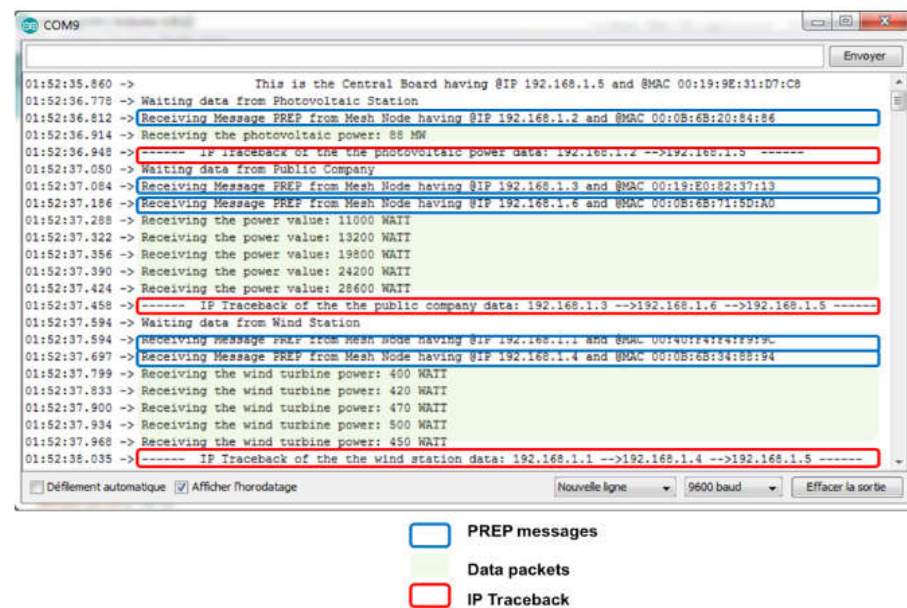 COM9
Envoyer
01:52:35.860 -> This is the Central Board having @IP 192.168.1.5 and @MAC 00:19:9E:31:D7:C8
01:52:36.778 -> Waiting data from Photovoltaic Station
01:52:36.812 -> Receiving Message PREP from Mesh Node having @IP 192.168.1.2 and @MAC 00:0B:6B:20:84:86
01:52:36.914 -> Receiving the photovoltaic power: 88 MW
01:52:36.948 -> ------ IP Traceback of the the photovoltaic power data: 192.168.1.2 -->192.168.1.5 ------
01:52:37.050 -> Waiting data from Public Company
01:52:37.084 -> Receiving Message PREP from Mesh Node having @IP 192.168.1.3 and @MAC 00:19:E0:82:37:13
01:52:37.186 -> Receiving Message PREP from Mesh Node having @IP 192.168.1.6 and @MAC 00:0B:6B:71:5D:A0
01:52:37.288 -> Receiving the power value: 11000 WATT
01:52:37.322 -> Receiving the power value: 13200 WATT
01:52:37.356 -> Receiving the power value: 19800 WATT
01:52:37.390 -> Receiving the power value: 24200 WATT
01:52:37.424 -> Receiving the power value: 28600 WATT
01:52:37.458 -> ------ IP Traceback of the the public company data: 192.168.1.3 -->192.168.1.6 -->192.168.1.5 ------
01:52:37.594 -> Waiting data from Wind Station
01:52:37.594 -> Receiving Message PREP from Mesh Node having @IP 192.168.1.1 and @MAC 00:40:F4:F4:F9:9C
01:52:37.697 -> Receiving Message PREP from Mesh Node having @IP 192.168.1.4 and @MAC 00:0B:6B:34:88:94
01:52:37.799 -> Receiving the wind turbine power: 400 WATT
01:52:37.833 -> Receiving the wind turbine power: 420 WATT
01:52:37.900 -> Receiving the wind turbine power: 470 WATT
01:52:37.934 -> Receiving the wind turbine power: 500 WATT
01:52:37.968 -> Receiving the wind turbine power: 450 WATT
01:52:38.035 -> ------ IP Traceback of the the wind station data: 192.168.1.1 -->192.168.1.4 -->192.168.1.5 ------
Défilement automatique Afficher l'horodatage Nouvelle ligne 9600 baud Effacer la sortie
PREP messages
Data packets
IP Traceback